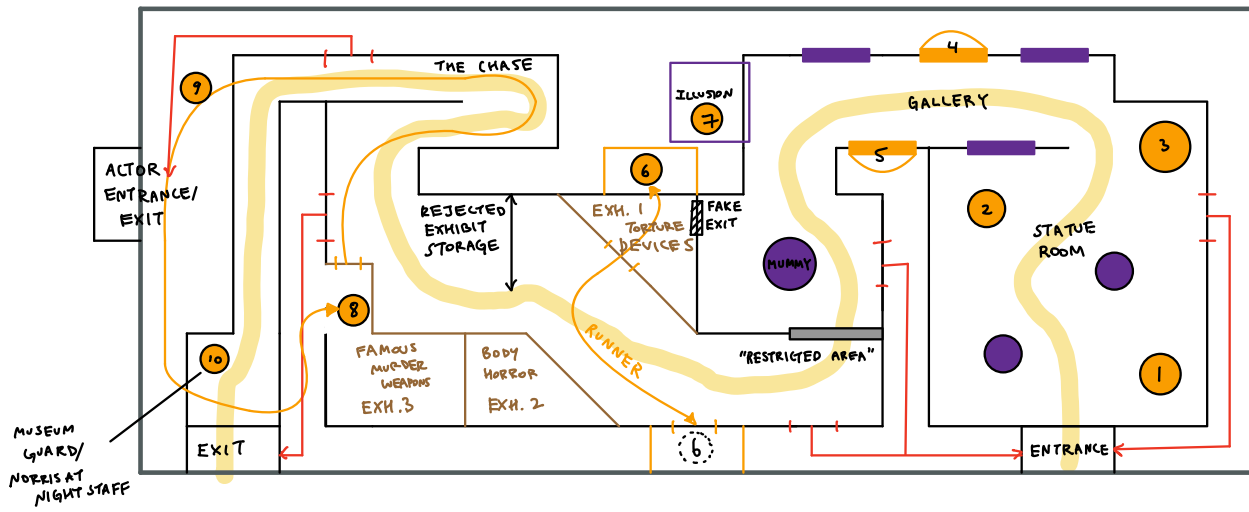 4
THE CHASE
9
ILLUSION
7
GALLERY
3
5
ACTOR
ENTRANCE/
EXIT
6
REJECTED
EXHIBIT
STORAGE
EXH. 1
TORTURE
DEVICES
FAKE
EXIT
2
STATUE
ROOM
MUMMY
8
RUNNER
"RESTRICTED AREA"
10
FAMOUS
MURDER
WEAPONS
EXH. 3
BODY
HORROR
EXH. 2
1
MUSEUM
GUARD/
NORRIS AT
NIGHT STAFF
EXIT
6
ENTRANCE